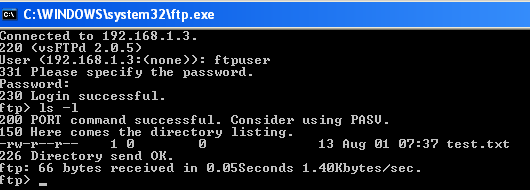 C:\WINDOWS\system32\ftp.exe
Connected to 192.168.1.3.
220 (vsFTPd 2.0.5)
User (192.168.1.3:(none)): ftpuser
331 Please specify the password.
Password:
230 Login successful.
ftp> ls -l
200 PORT command successful. Consider using PASV.
150 Here comes the directory listing.
-rw-r--r--    1 0        0              13 Aug 01 07:37 test.txt
226 Directory send OK.
ftp: 66 bytes received in 0.05Seconds 1.40Kbytes/sec.
ftp> _